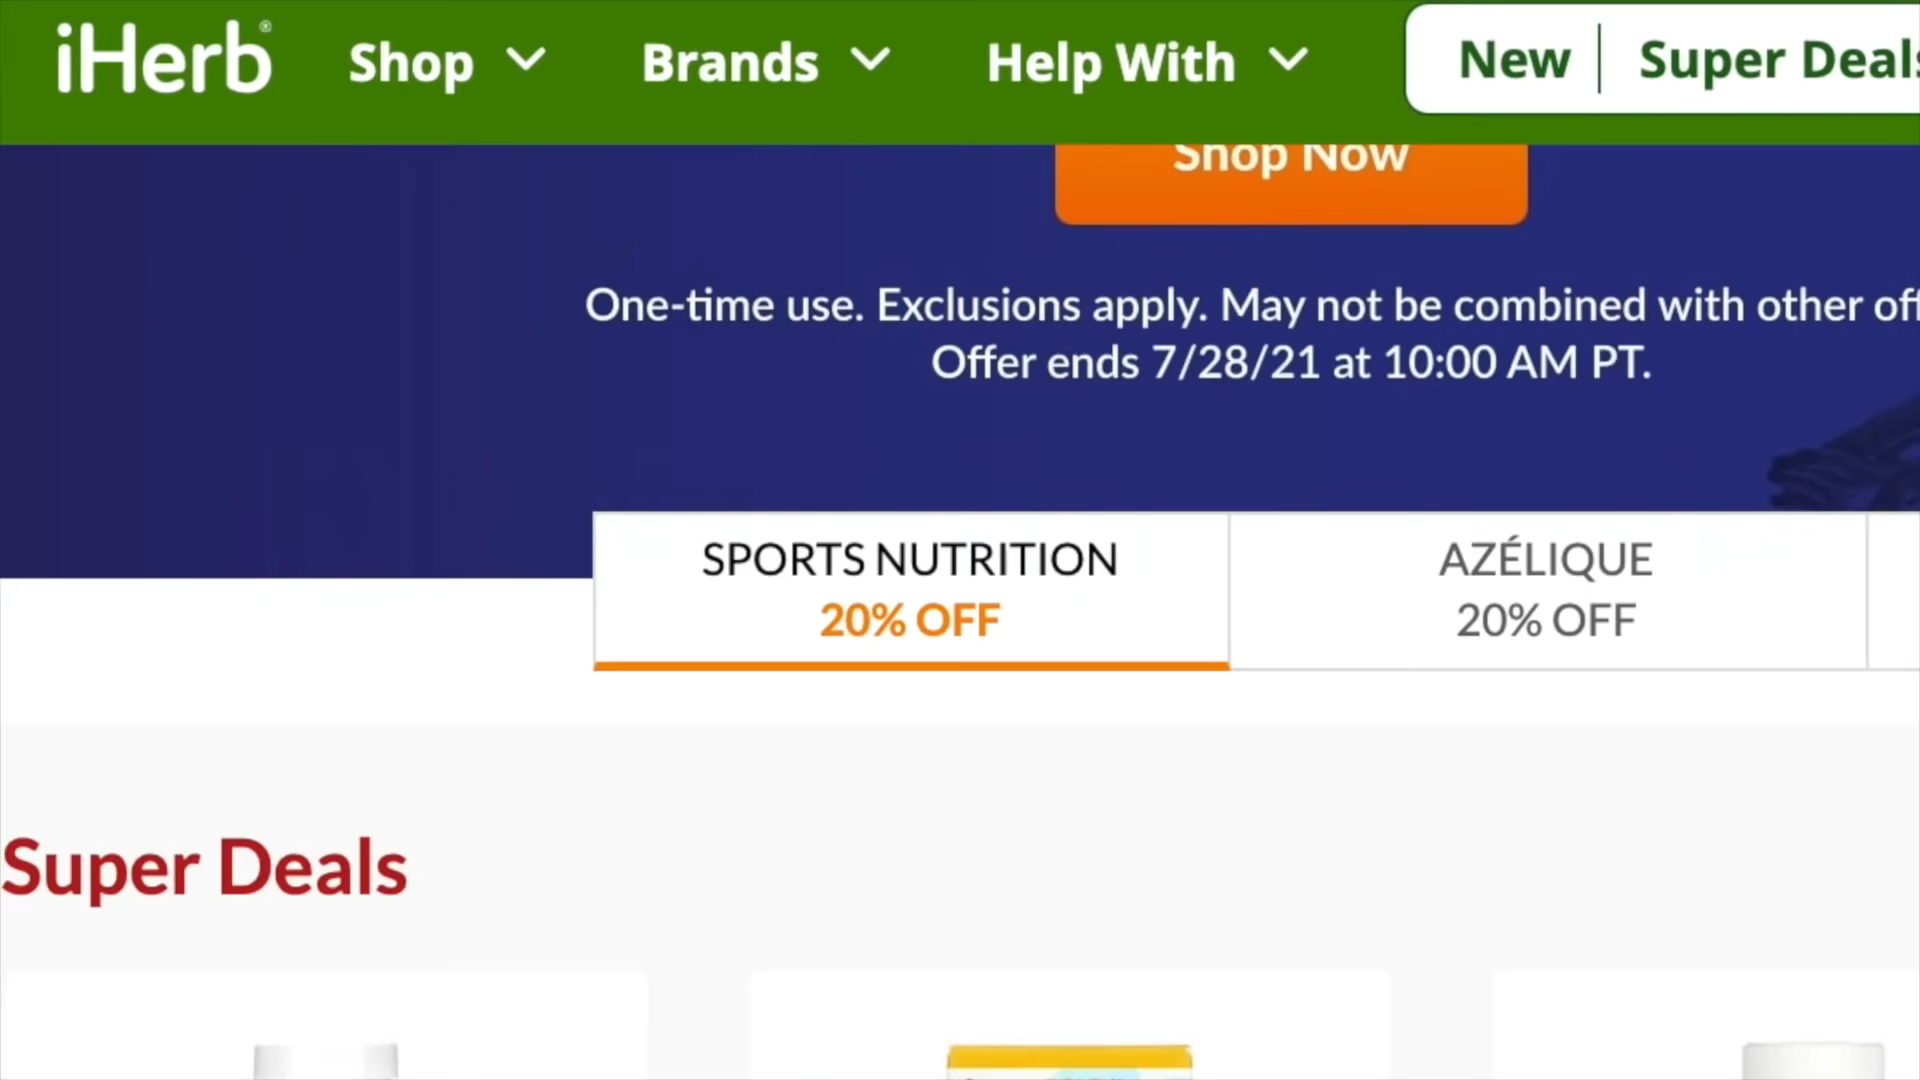 iHerb®
Shop
Brands
Help With
New
Super Deals
Shop Now
One-time use. Exclusions apply. May not be combined with other
Offer ends 7/28/21 at 10:00 AM PT.
SPORTS NUTRITION
20% OFF
AZÉLIQUE
20% OFF
Super Deals